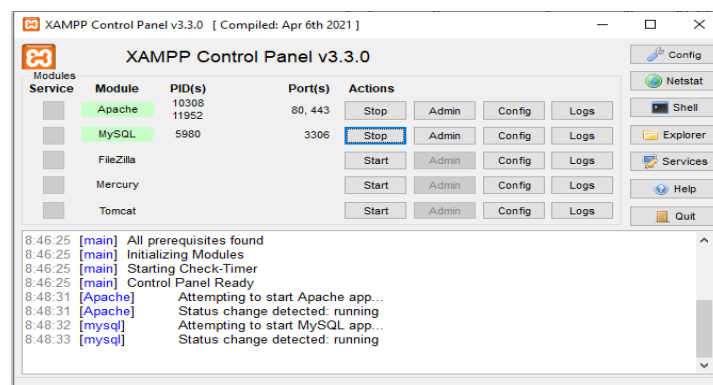 XAMPP Control Panel v3.3.0 [ Compiled: Apr 6th 2021 ]
XAMPP Control Panel v3.3.0
Config
Modules
Service Module PID(s) Port(s) Actions
Netstat
Apache 10308 11952 80, 443 Stop Admin Config Logs
Shell
MySQL 5980 3306 Stop Admin Config Logs
Explorer
FileZilla Start Admin Config Logs
Services
Mercury Start Admin Config Logs
Help
Tomcat Start Admin Config Logs
Quit
8:46:25 [main] All prerequisites found
8:46:25 [main] Initializing Modules
8:46:25 [main] Starting Check-Timer
8:46:25 [main] Control Panel Ready
8:48:31 [Apache] Attempting to start Apache app...
8:48:31 [Apache] Status change detected: running
8:48:32 [mysql] Attempting to start MySQL app...
8:48:33 [mysql] Status change detected: running